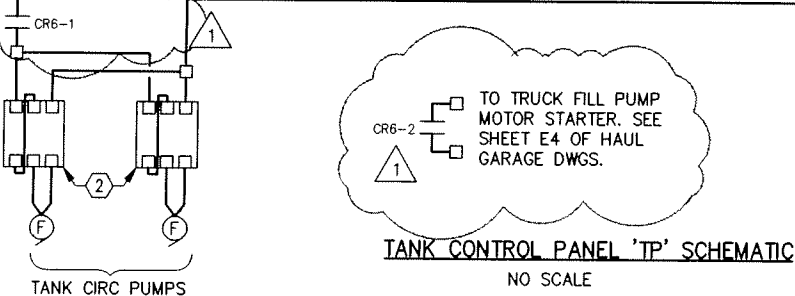 CR6-1
1
2
F
F
TANK CIRC PUMPS
CR6-2
1
TO TRUCK FILL PUMP
MOTOR STARTER. SEE
SHEET E4 OF HAUL
GARAGE DWGS.
TANK CONTROL PANEL 'TP' SCHEMATIC
NO SCALE